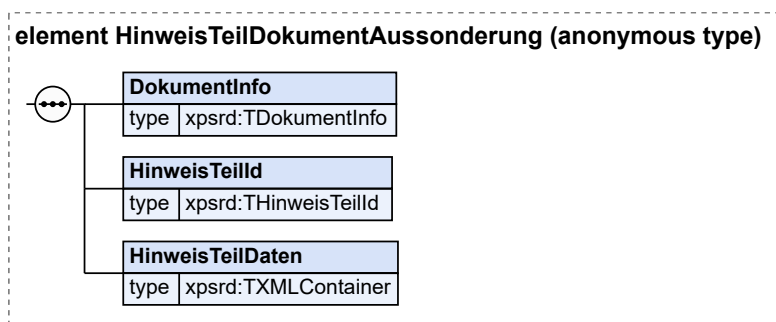 element HinweisTeilDokumentAussonderung (anonymous type)
DokumentInfo
type xpsrd:TDokumentInfo
HinweisTeilId
type xpsrd:THinweisTeilId
HinweisTeilDaten
type xpsrd:TXMLContainer